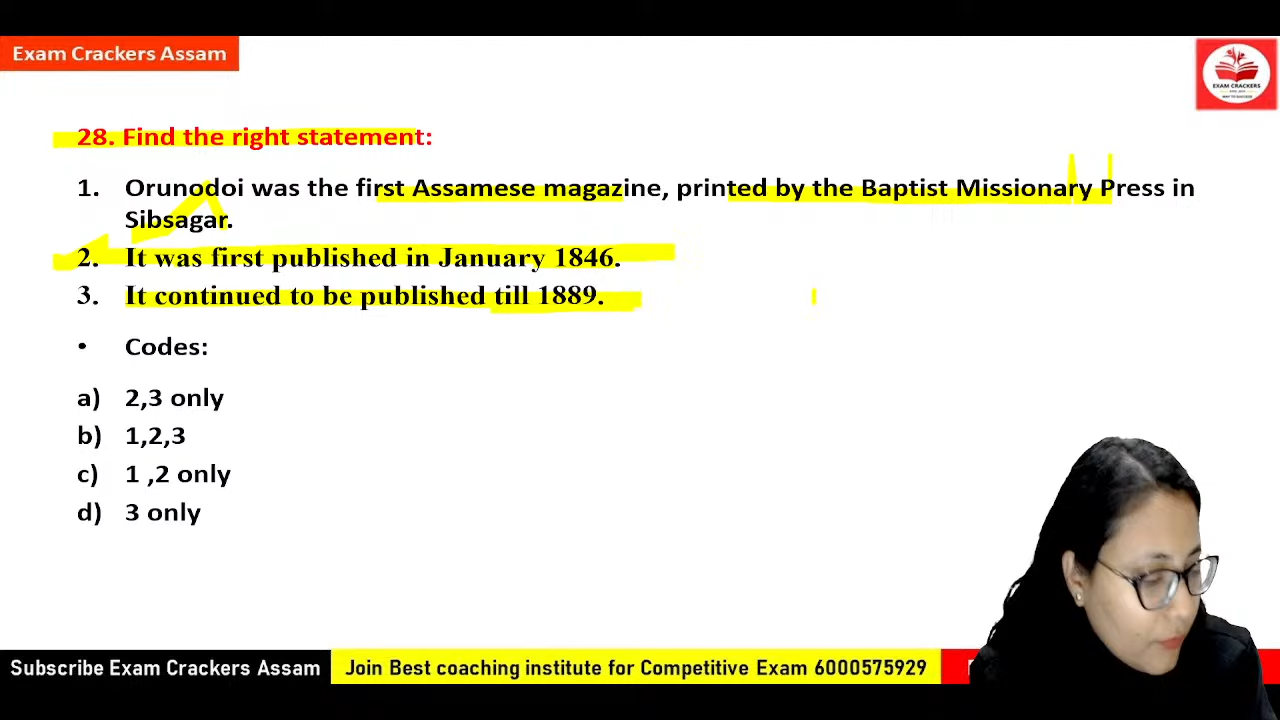 Exam Crackers Assam
EXAM CRACKERS
WAY TO SUCCESS
28. Find the right statement:
1. Orunodoi was the first Assamese magazine, printed by the Baptist Missionary Press in
Sibsagar.
2. It was first published in January 1846.
3. It continued to be published till 1889.
• Codes:
a) 2,3 only
b) 1,2,3
c) 1 ,2 only
d) 3 only
Subscribe Exam Crackers Assam
Join Best coaching institute for Competitive Exam 6000575929